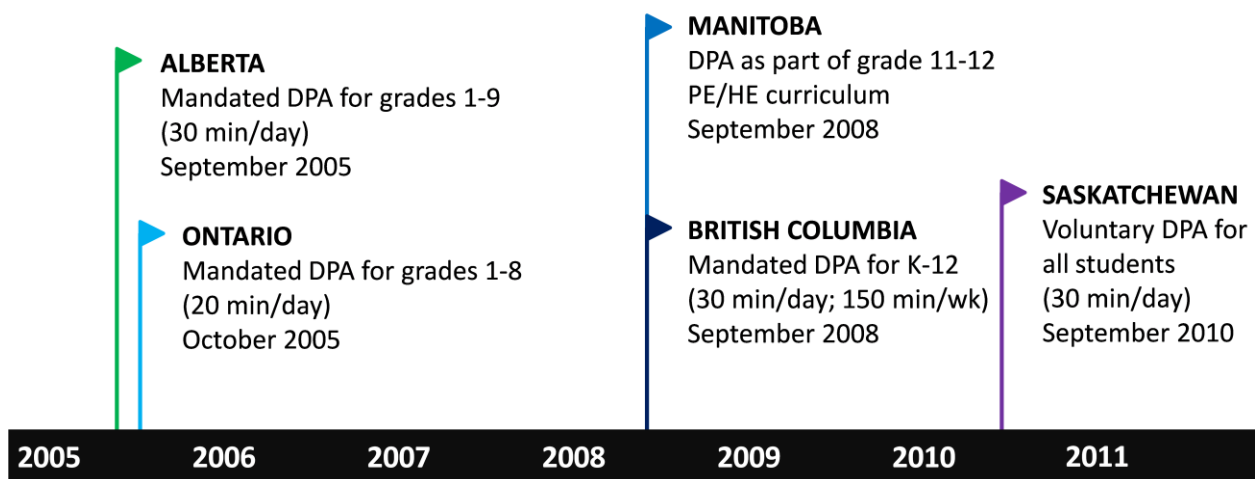 ALBERTA
Mandated DPA for grades 1-9
(30 min/day)
September 2005
ONTARIO
Mandated DPA for grades 1-8
(20 min/day)
October 2005
MANITOBA
DPA as part of grade 11-12
PE/HE curriculum
September 2008
BRITISH COLUMBIA
Mandated DPA for K-12
(30 min/day; 150 min/wk)
September 2008
SASKATCHEWAN
Voluntary DPA for
all students
(30 min/day)
September 2010
2005 2006 2007 2008 2009 2010 2011